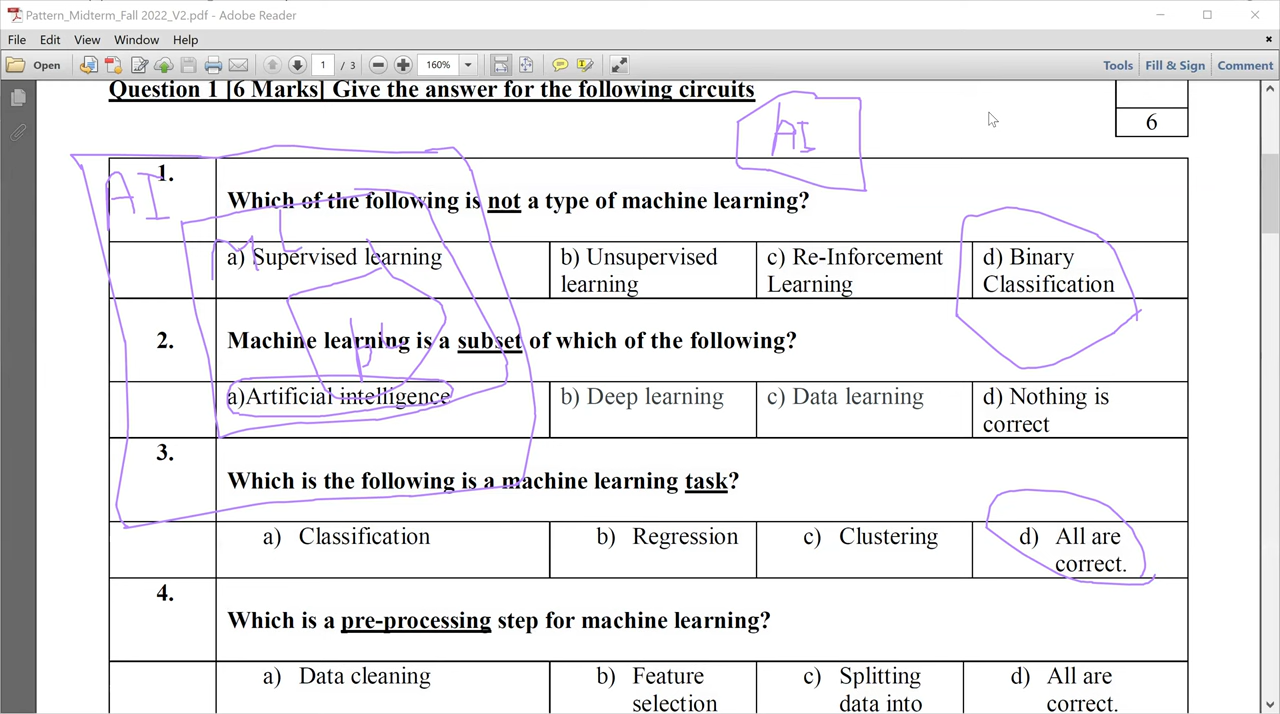 Pattern_Midterm_Fall 2022_V2.pdf - Adobe Reader
File Edit View Window Help
Open 1 / 3 160% Tools Fill & Sign Comment
Question 1 [6 Marks] Give the answer for the following circuits
6
AI
AI
1.
Which of the following is not a type of machine learning?
ML
a) Supervised learning
b) Unsupervised learning
c) Re-Inforcement Learning
d) Binary Classification
2.
Machine learning is a subset of which of the following?
a)Artificial intelligence
b) Deep learning
c) Data learning
d) Nothing is correct
3.
Which is the following is a machine learning task?
a) Classification
b) Regression
c) Clustering
d) All are correct.
4.
Which is a pre-processing step for machine learning?
a) Data cleaning
b) Feature selection
c) Splitting data into
d) All are correct.